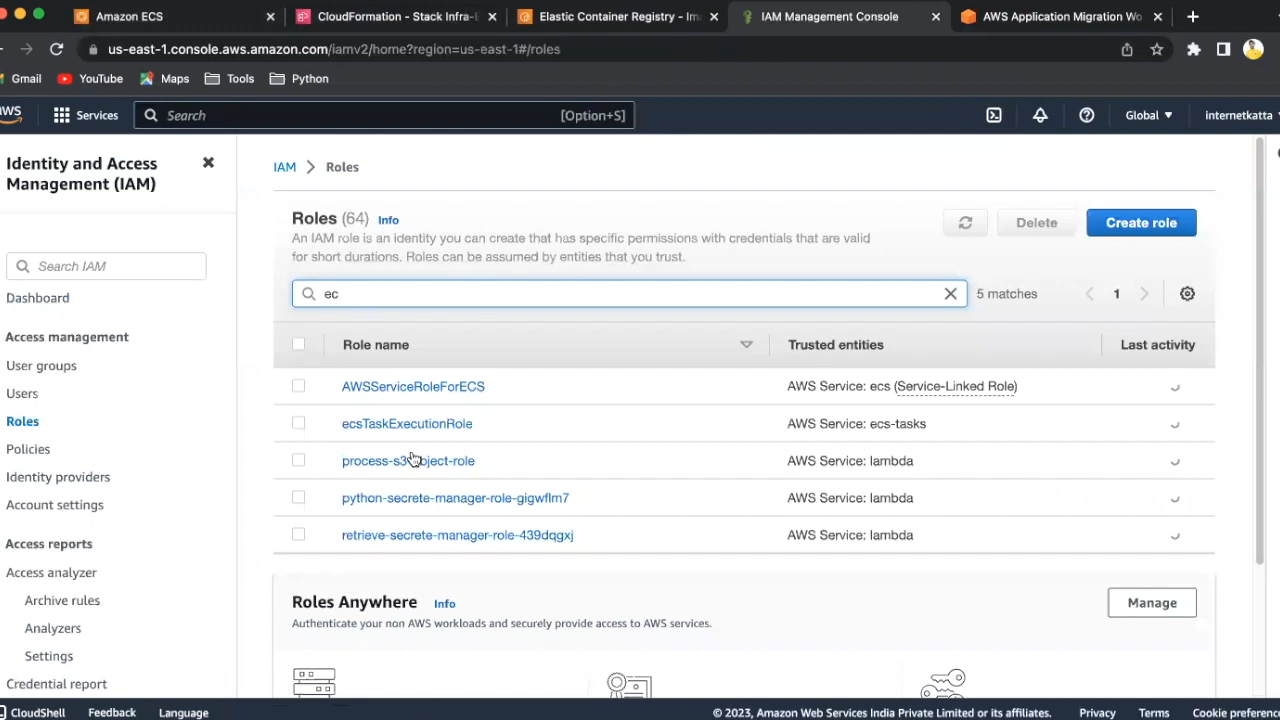 Amazon ECS
CloudFormation - Stack Infra-E
Elastic Container Registry - Im
IAM Management Console
AWS Application Migration Wo
us-east-1.console.aws.amazon.com/iamv2/home?region=us-east-1#/roles
Gmail
YouTube
Maps
Tools
Python
aws
Services
Search
[Option+S]
Global
internetkatta
Identity and Access
Management (IAM)
Search IAM
Dashboard
Access management
User groups
Users
Roles
Policies
Identity providers
Account settings
Access reports
Access analyzer
Archive rules
Analyzers
Settings
Credential report
IAM > Roles
Roles (64) Info
An IAM role is an identity you can create that has specific permissions with credentials that are valid
for short durations. Roles can be assumed by entities that you trust.
Delete
Create role
ec
5 matches
1
Role name
Trusted entities
Last activity
AWSServiceRoleForECS
AWS Service: ecs (Service-Linked Role)
ecsTaskExecutionRole
AWS Service: ecs-tasks
AWS Service: lambda
python-secrete-manager-role-gigwflm7
AWS Service: lambda
retrieve-secrete-manager-role-439dqgxj
AWS Service: lambda
Roles Anywhere Info
Authenticate your non AWS workloads and securely provide access to AWS services.
Manage
CloudShell
Feedback
Language
© 2023, Amazon Web Services India Private Limited or its affiliates.
Privacy
Terms
Cookie preference